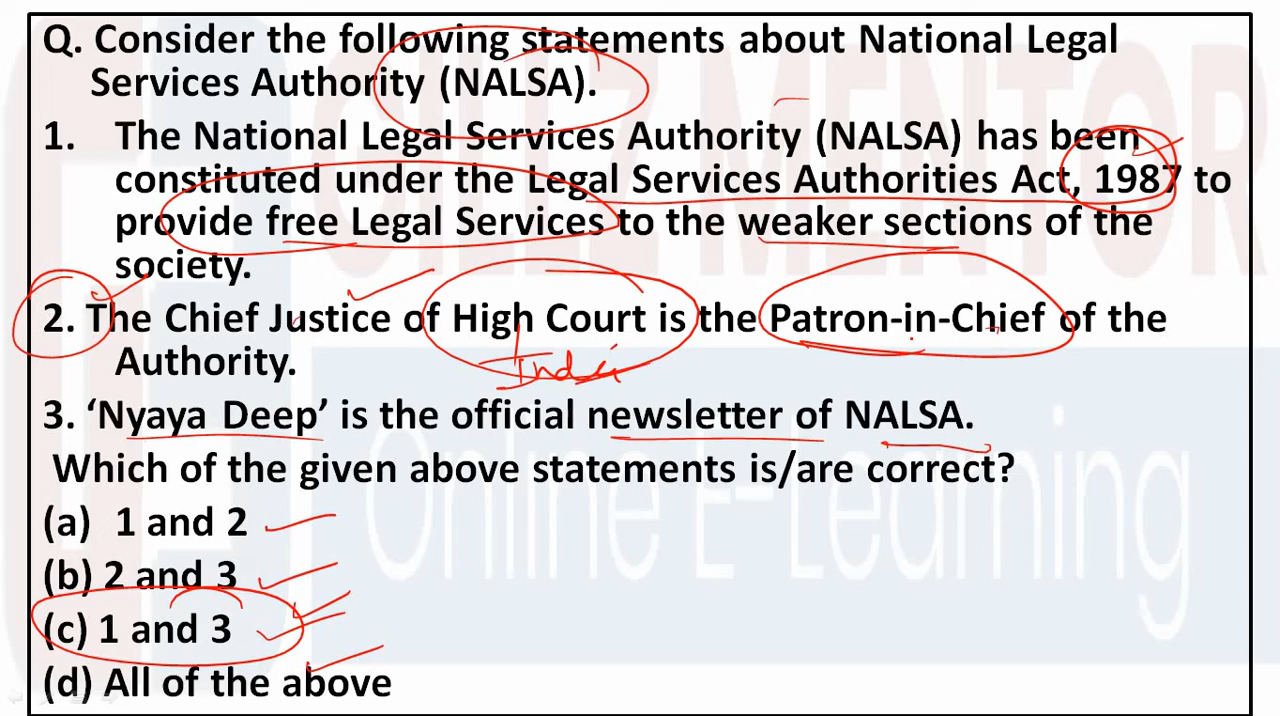 Q. Consider the following statements about National Legal
Services Authority (NALSA).
1. The National Legal Services Authority (NALSA) has been
constituted under the Legal Services Authorities Act, 1987 to
provide free Legal Services to the weaker sections of the
society.
2. The Chief Justice of High Court is the Patron-in-Chief of the
Authority.
India
3. ‘Nyaya Deep’ is the official newsletter of NALSA.
Which of the given above statements is/are correct?
(a) 1 and 2
(b) 2 and 3
(c) 1 and 3
(d) All of the above
Online E-Learning